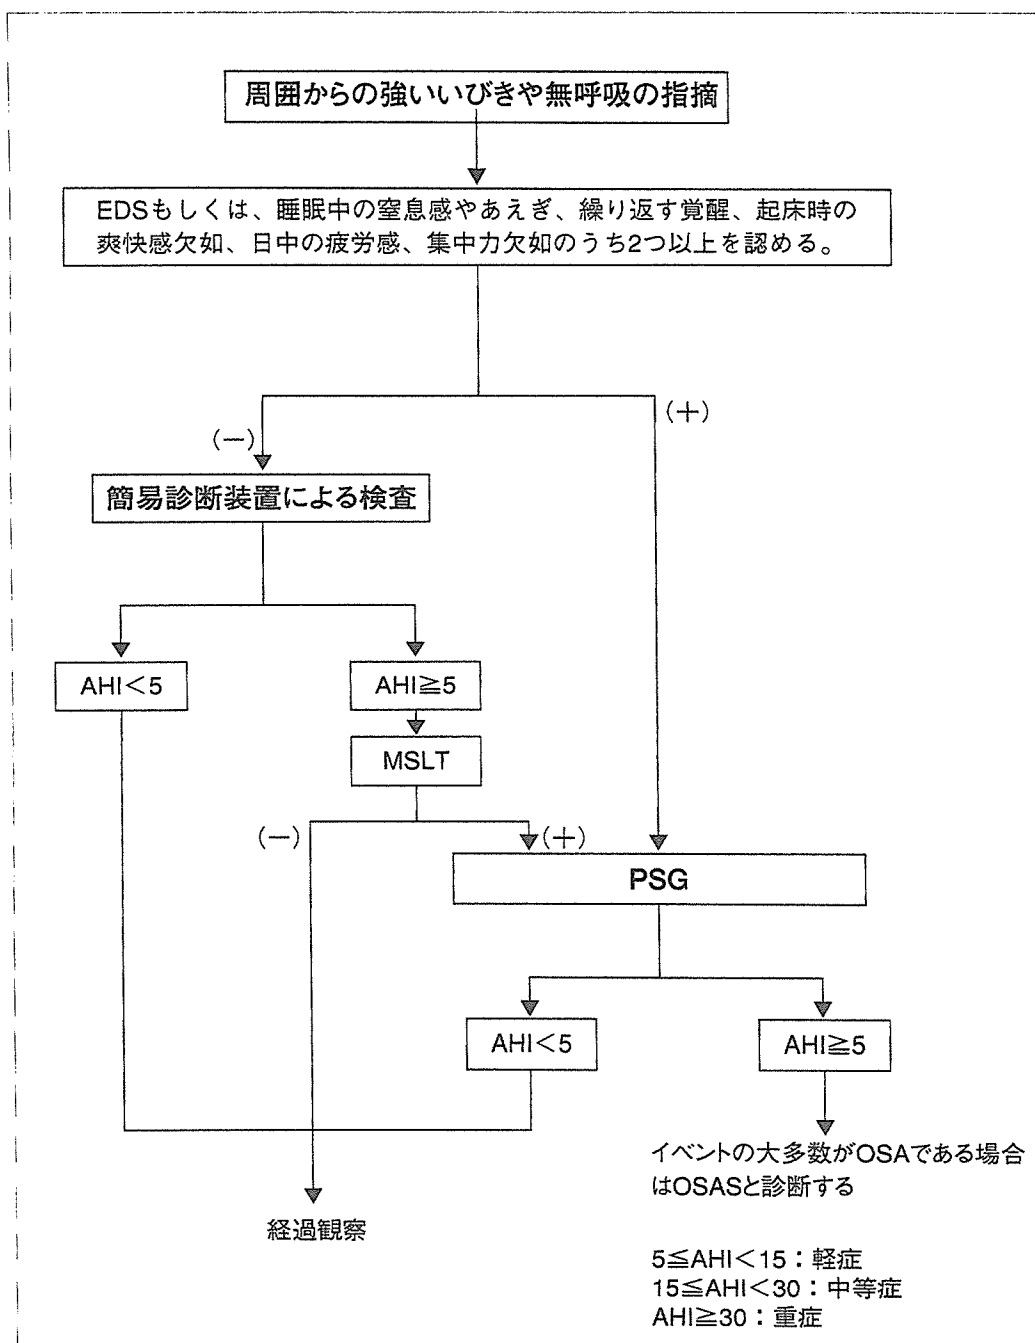 周囲からの強いいびきや無呼吸の指摘
EDSもしくは、睡眠中の窒息感やあえぎ、繰り返す覚醒、起床時の
爽快感欠如、日中の疲労感、集中力欠如のうち2つ以上を認める。
(−)
(+)
簡易診断装置による検査
AHI<5
AHI≧5
MSLT
(−)
(+)
PSG
AHI<5
AHI≧5
イベントの大多数がOSAである場合
はOSASと診断する
経過観察
5≦AHI<15：軽症
15≦AHI<30：中等症
AHI≧30：重症